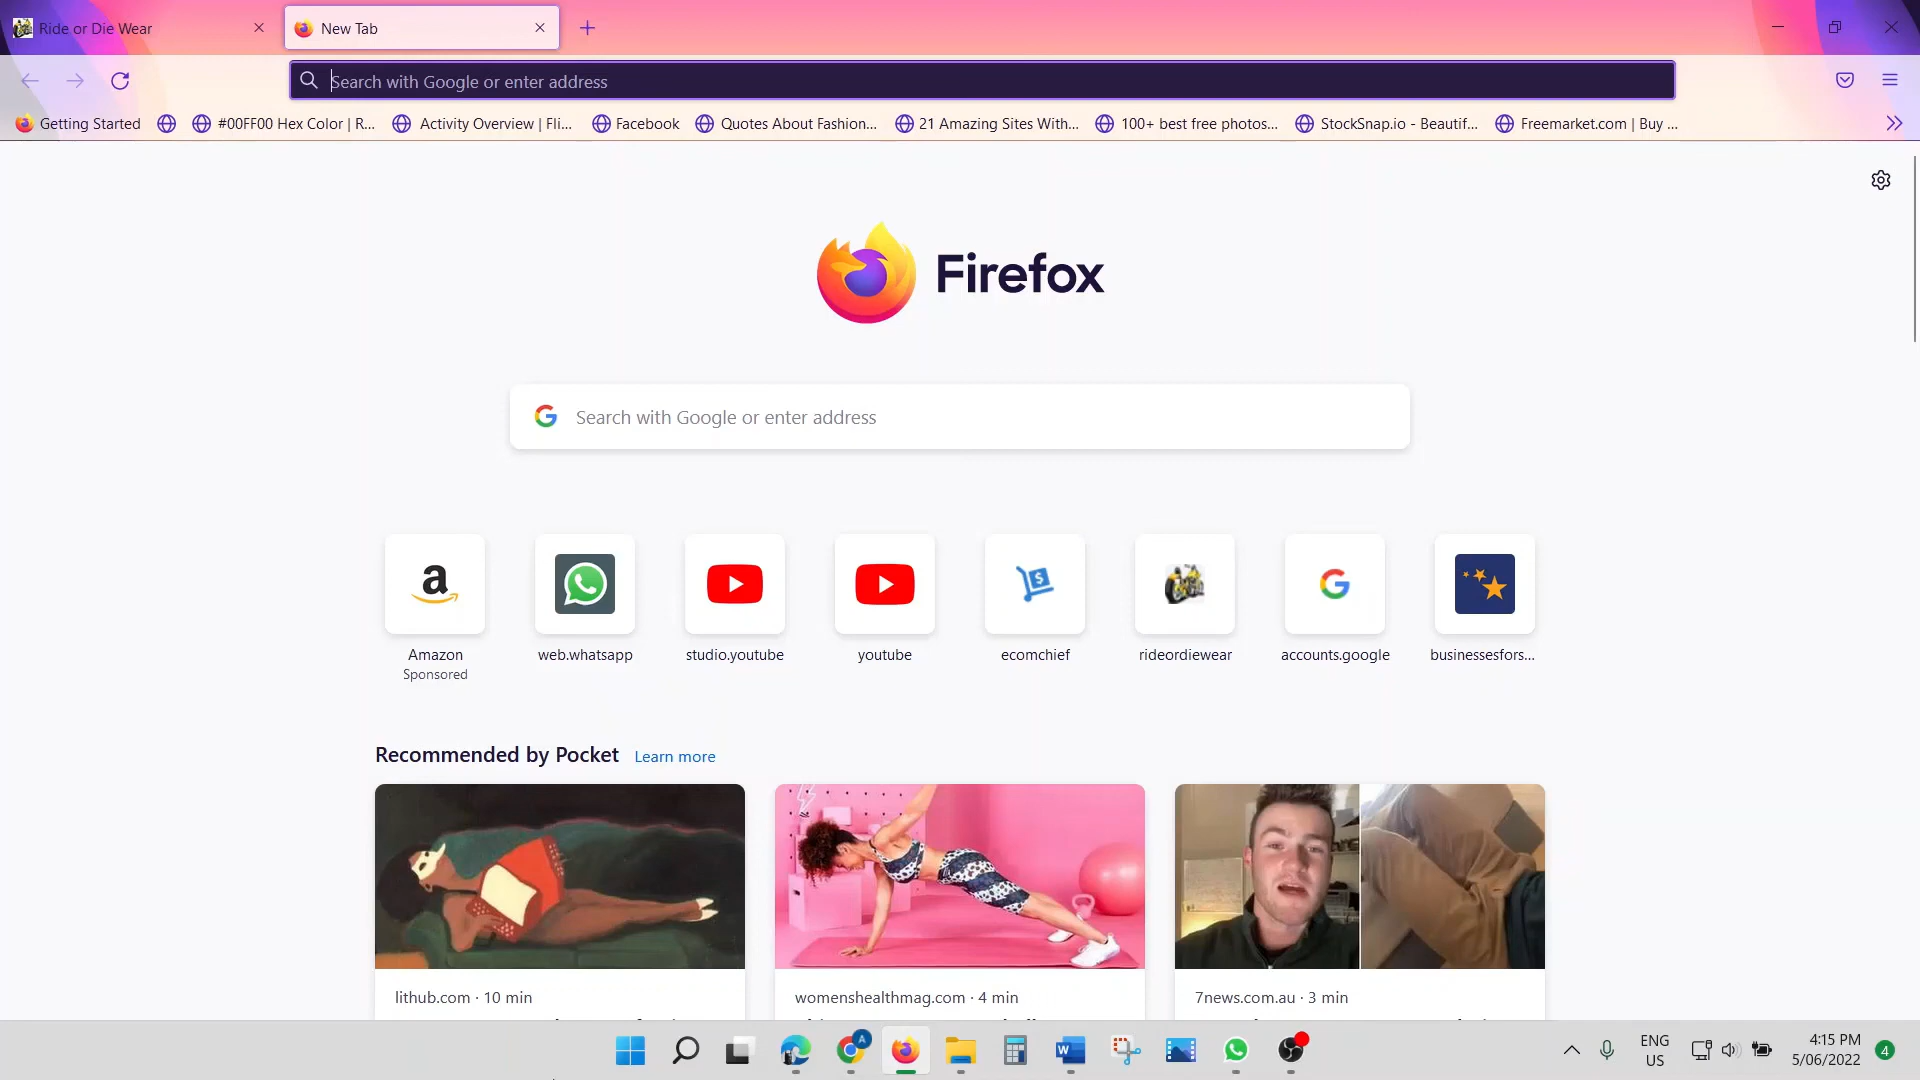 Ride or Die Wear
New Tab
Search with Google or enter address
Getting Started
#00FF00 Hex Color | R...
Activity Overview | Fli...
Facebook
Quotes About Fashion...
21 Amazing Sites With...
100+ best free photos...
StockSnap.io - Beautif...
Freemarket.com | Buy ...
Firefox
Search with Google or enter address
Amazon
Sponsored
web.whatsapp
studio.youtube
youtube
ecomchief
rideordiewear
accounts.google
businessesfors...
Recommended by Pocket Learn more
lithub.com · 10 min
womenshealthmag.com · 4 min
7news.com.au · 3 min
A
ENG
US
4:15 PM
5/06/2022
4